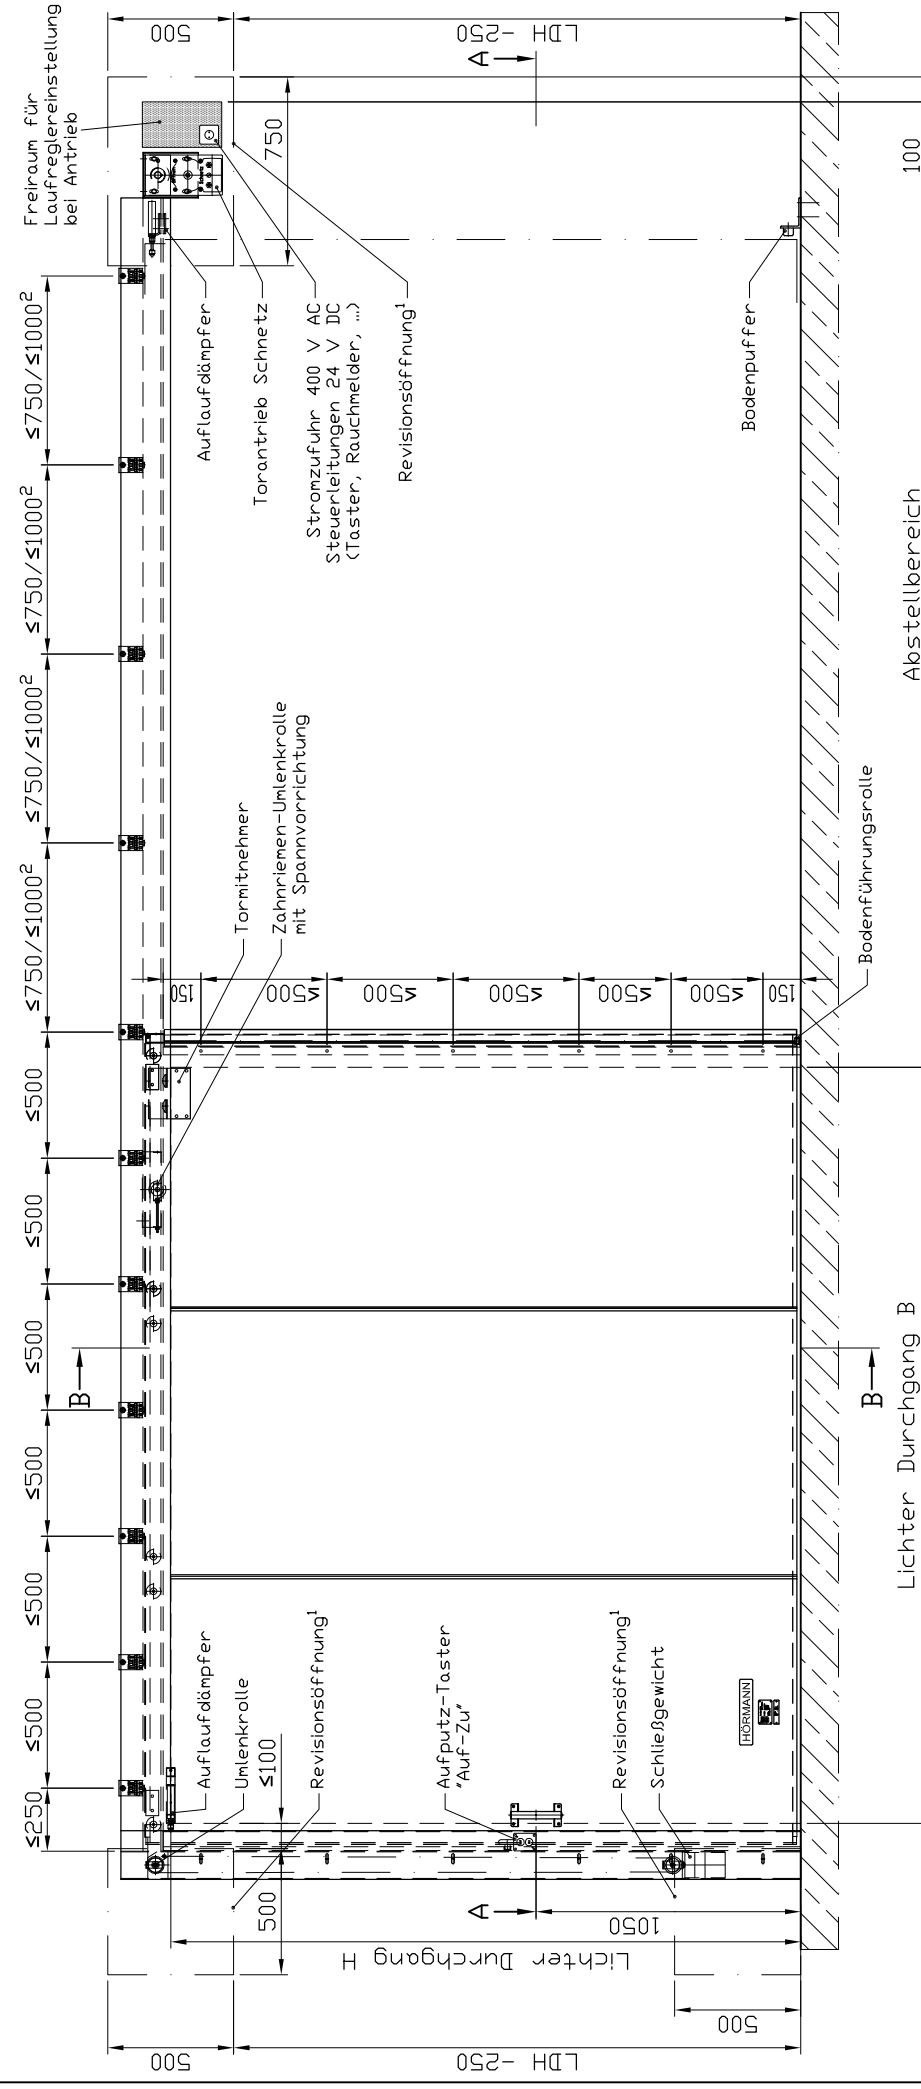 ≤250
≤500
≤500
≤500
≤500
≤500
≤500
≤750/≤1000²
≤750/≤1000²
≤750/≤1000²
≤750/≤1000²
Freiraum für
Laufreglereinstellung
bei Antrieb
500
LDH -250
750
A
100
Auflaufdämpfer
Torantrieb Schnetz
Stromzufuhr 400 V AC
Steuerleitungen 24 V DC
(Taster, Rauchmelder, ...)
Revisionsöffnung¹
Bodenpuffer
Abstellbereich
Tormitnehmer
Zahnriemen-Umlenkrolle
mit Spannvorrichtung
150
≤500
≤500
≤500
≤500
≤500
150
Bodenführungsrolle
B
B
Lichter Durchgang B
Auflaufdämpfer
Umlenkrolle
≤100
Revisionsöffnung¹
Aufputz-Taster
"Auf-Zu"
Revisionsöffnung¹
Schließgewicht
HÖRMANN
500
A
1050
Lichter Durchgang H
500
500
LDH -250